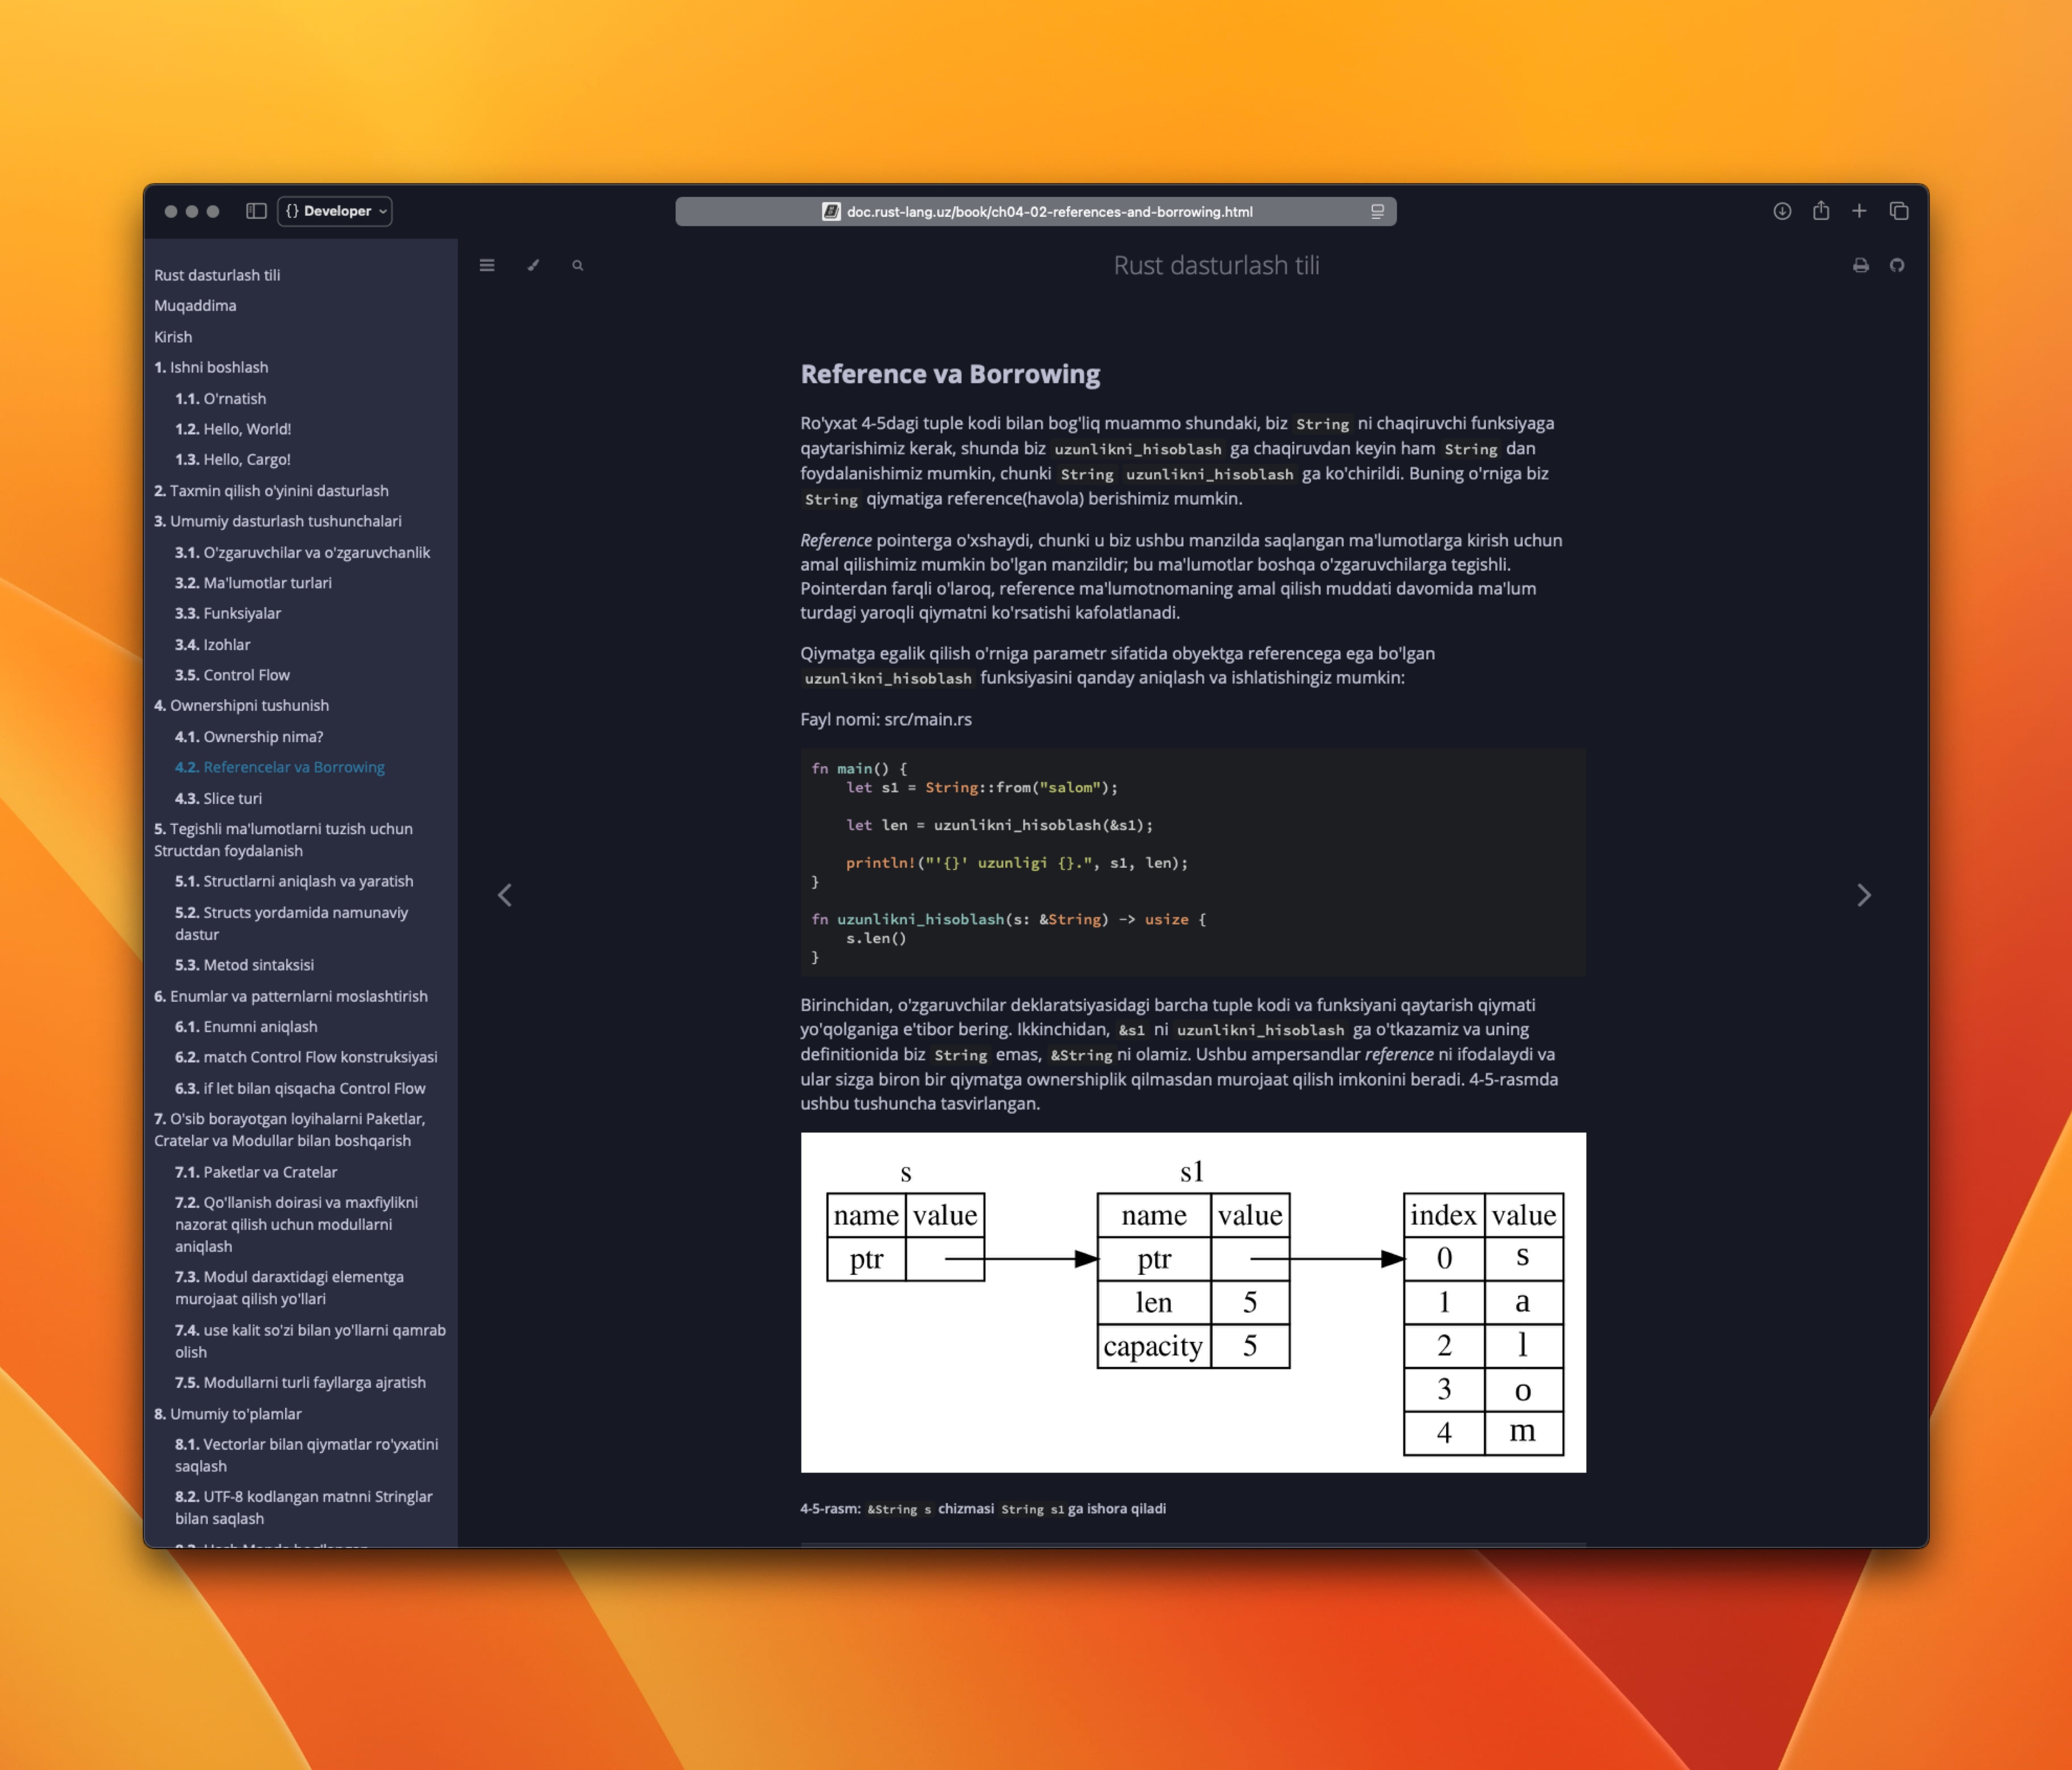 {} Developer
doc.rust-lang.uz/book/ch04-02-references-and-borrowing.html
Rust dasturlash tili
Muqaddima
Kirish
1. Ishni boshlash
1.1. O'rnatish
1.2. Hello, World!
1.3. Hello, Cargo!
2. Taxmin qilish o'yinini dasturlash
3. Umumiy dasturlash tushunchalari
3.1. O'zgaruvchilar va o'zgaruvchanlik
3.2. Ma'lumotlar turlari
3.3. Funksiyalar
3.4. Izohlar
3.5. Control Flow
4. Ownershipni tushunish
4.1. Ownership nima?
4.2. Referencelar va Borrowing
4.3. Slice turi
5. Tegishli ma'lumotlarni tuzish uchun
Structdan foydalanish
5.1. Structlarni aniqlash va yaratish
5.2. Structs yordamida namunaviy
dastur
5.3. Metod sintaksisi
6. Enumlar va patternlarni moslashtirish
6.1. Enumni aniqlash
6.2. match Control Flow konstruksiyasi
6.3. if let bilan qisqacha Control Flow
7. O'sib borayotgan loyihalarni Paketlar,
Cratelar va Modullar bilan boshqarish
7.1. Paketlar va Cratelar
7.2. Qo'llanish doirasi va maxfiylikni
nazorat qilish uchun modullarni
aniqlash
7.3. Modul daraxtidagi elementga
murojaat qilish yo'llari
7.4. use kalit so'zi bilan yo'llarni qamrab
olish
7.5. Modullarni turli fayllarga ajratish
8. Umumiy to'plamlar
8.1. Vectorlar bilan qiymatlar ro'yxatini
saqlash
8.2. UTF-8 kodlangan matnni Stringlar
bilan saqlash
Rust dasturlash tili
Reference va Borrowing
Ro'yxat 4-5dagi tuple kodi bilan bog'liq muammo shundaki, biz String ni chaqiruvchi funksiyaga
qaytarishimiz kerak, shunda biz uzunlikni_hisoblash ga chaqiruvdan keyin ham String dan
foydalanishimiz mumkin, chunki String uzunlikni_hisoblash ga ko'chirildi. Buning o'rniga biz
String qiymatiga reference(havola) berishimiz mumkin.
Reference pointerga o'xshaydi, chunki u biz ushbu manzilda saqlangan ma'lumotlarga kirish uchun
amal qilishimiz mumkin bo'lgan manzildir; bu ma'lumotlar boshqa o'zgaruvchilarga tegishli.
Pointerdan farqli o'laroq, reference ma'lumotnomaning amal qilish muddati davomida ma'lum
turdagi yaroqli qiymatni ko'rsatishi kafolatlanadi.
Qiymatga egalik qilish o'rniga parametr sifatida obyektga referencega ega bo'lgan
uzunlikni_hisoblash funksiyasini qanday aniqlash va ishlatishingiz mumkin:
Fayl nomi: src/main.rs
fn main() {
let s1 = String::from("salom");
let len = uzunlikni_hisoblash(&s1);
println!("'{}' uzunligi {}.", s1, len);
}
fn uzunlikni_hisoblash(s: &String) -> usize {
s.len()
}
Birinchidan, o'zgaruvchilar deklaratsiyasidagi barcha tuple kodi va funksiyani qaytarish qiymati
yo'qolganiga e'tibor bering. Ikkinchidan, &s1 ni uzunlikni_hisoblash ga o'tkazamiz va uning
definitionida biz String emas, &String ni olamiz. Ushbu ampersandlar reference ni ifodalaydi va
ular sizga biron bir qiymatga ownershiplik qilmasdan murojaat qilish imkonini beradi. 4-5-rasmda
ushbu tushuncha tasvirlangan.
s
name value
ptr
s1
name value
ptr
len 5
capacity 5
index value
0 s
1 a
2 l
3 o
4 m
4-5-rasm: &String s chizmasi String s1 ga ishora qiladi